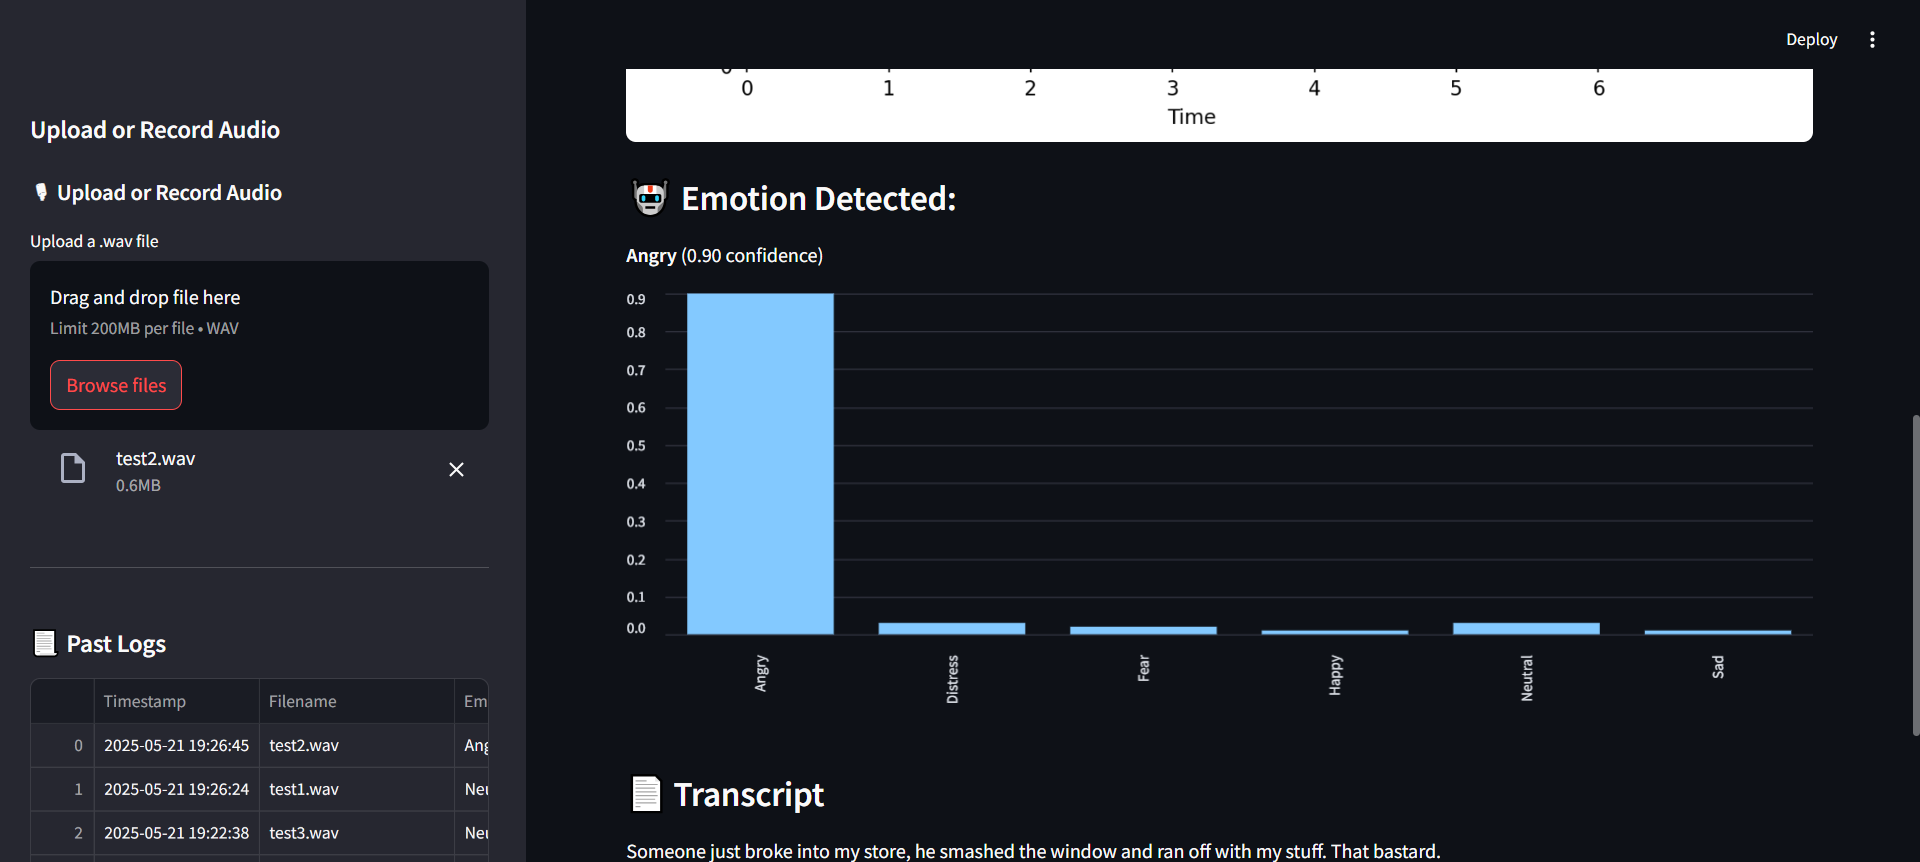 Deploy
Upload or Record Audio
Upload or Record Audio
Upload a .wav file
Drag and drop file here
Limit 200MB per file • WAV
Browse files
test2.wav
0.6MB
Past Logs
Timestamp Filename Em
0 2025-05-21 19:26:45 test2.wav Ang
1 2025-05-21 19:26:24 test1.wav Neu
2 2025-05-21 19:22:38 test3.wav Neu
0 1 2 3 4 5 6
Time
Emotion Detected:
Angry (0.90 confidence)
0.9
0.8
0.7
0.6
0.5
0.4
0.3
0.2
0.1
0.0
Angry Distress Fear Happy Neutral Sad
Transcript
Someone just broke into my store, he smashed the window and ran off with my stuff. That bastard.